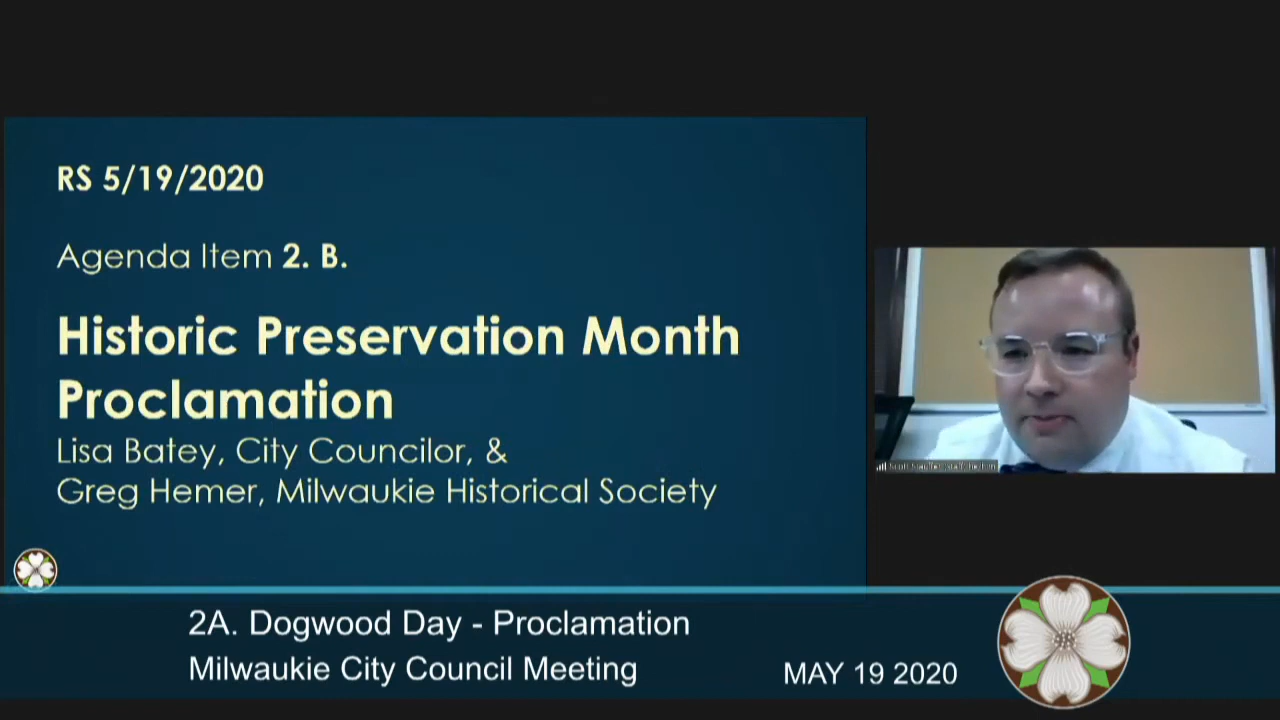 RS 5/19/2020
Agenda Item 2. B.
Historic Preservation Month
Proclamation
Lisa Batey, City Councilor, &
Greg Hemer, Milwaukie Historical Society
2A. Dogwood Day - Proclamation
Milwaukie City Council Meeting
MAY 19 2020